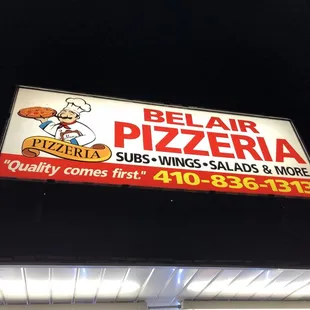 BELAIR
PIZZERIA
PIZZERIA
SUBS • WINGS • SALADS & MORE
"Quality comes first." 410-836-1313